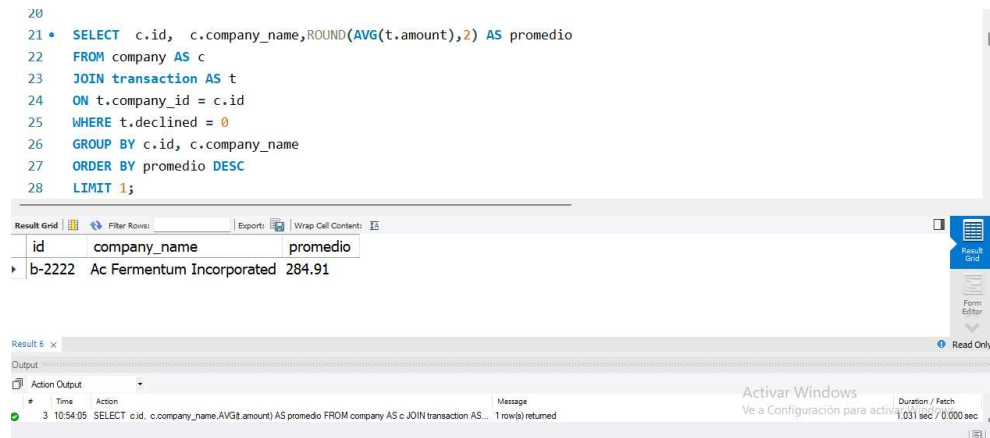 20
21 SELECT c.id, c.company_name,ROUND(AVG(t.amount),2) AS promedio
22 FROM company AS c
23 JOIN transaction AS t
24 ON t.company_id = c.id
25 WHERE t.declined = 0
26 GROUP BY c.id, c.company_name
27 ORDER BY promedio DESC
28 LIMIT 1;
Result Grid Filter Rows: Export: Wrap Cell Content: IA
id company_name promedio
b-2222 Ac Fermentum Incorporated 284.91
Result Grid
Form Editor
Result 6 × Read Only
Output
Action Output
# Time Action Message Duration / Fetch
3 10:54:05 SELECT c.id, c.company_name,AVG(t.amount) AS promedio FROM company AS c JOIN transaction AS... 1 row(s) returned 1.031 sec / 0.000 sec
Activar Windows
Ve a Configuración para activar Windows.